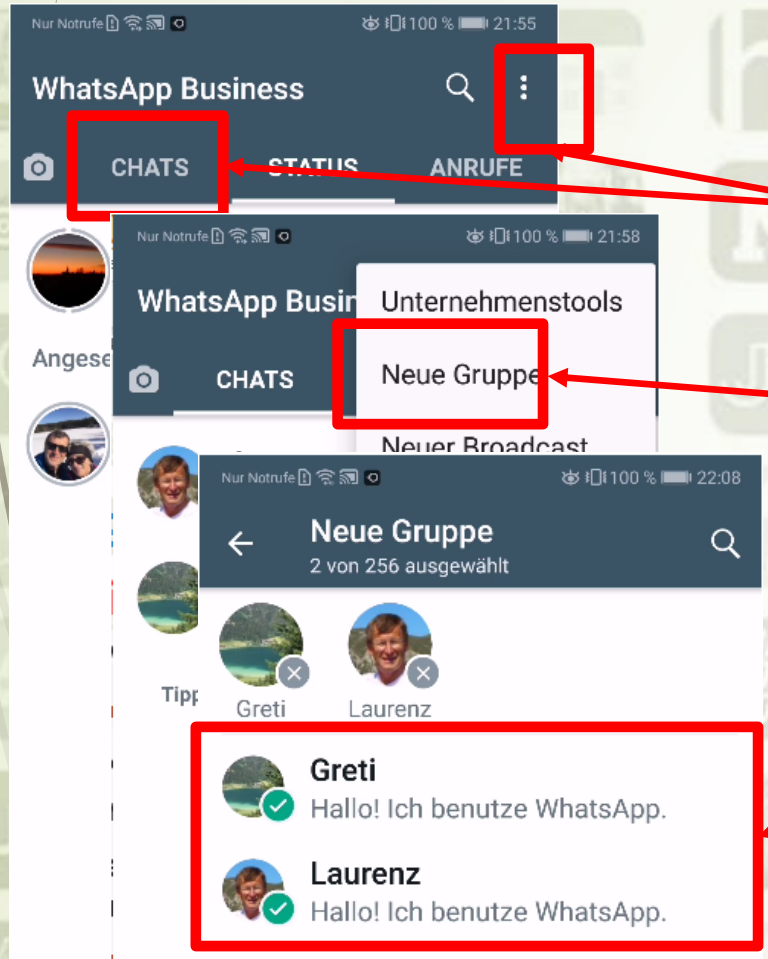 Nur Notrufe 100 % 21:55
WhatsApp Business
CHATS STATUS ANRUFE
Nur Notrufe 100 % 21:58
WhatsApp Busin
Unternehmenstools
Angese
CHATS
Neue Gruppe
Neuer Broadcast
Nur Notrufe 100 % 22:08
Neue Gruppe
2 von 256 ausgewählt
Tipp
Greti Laurenz
Greti
Hallo! Ich benutze WhatsApp.
Laurenz
Hallo! Ich benutze WhatsApp.